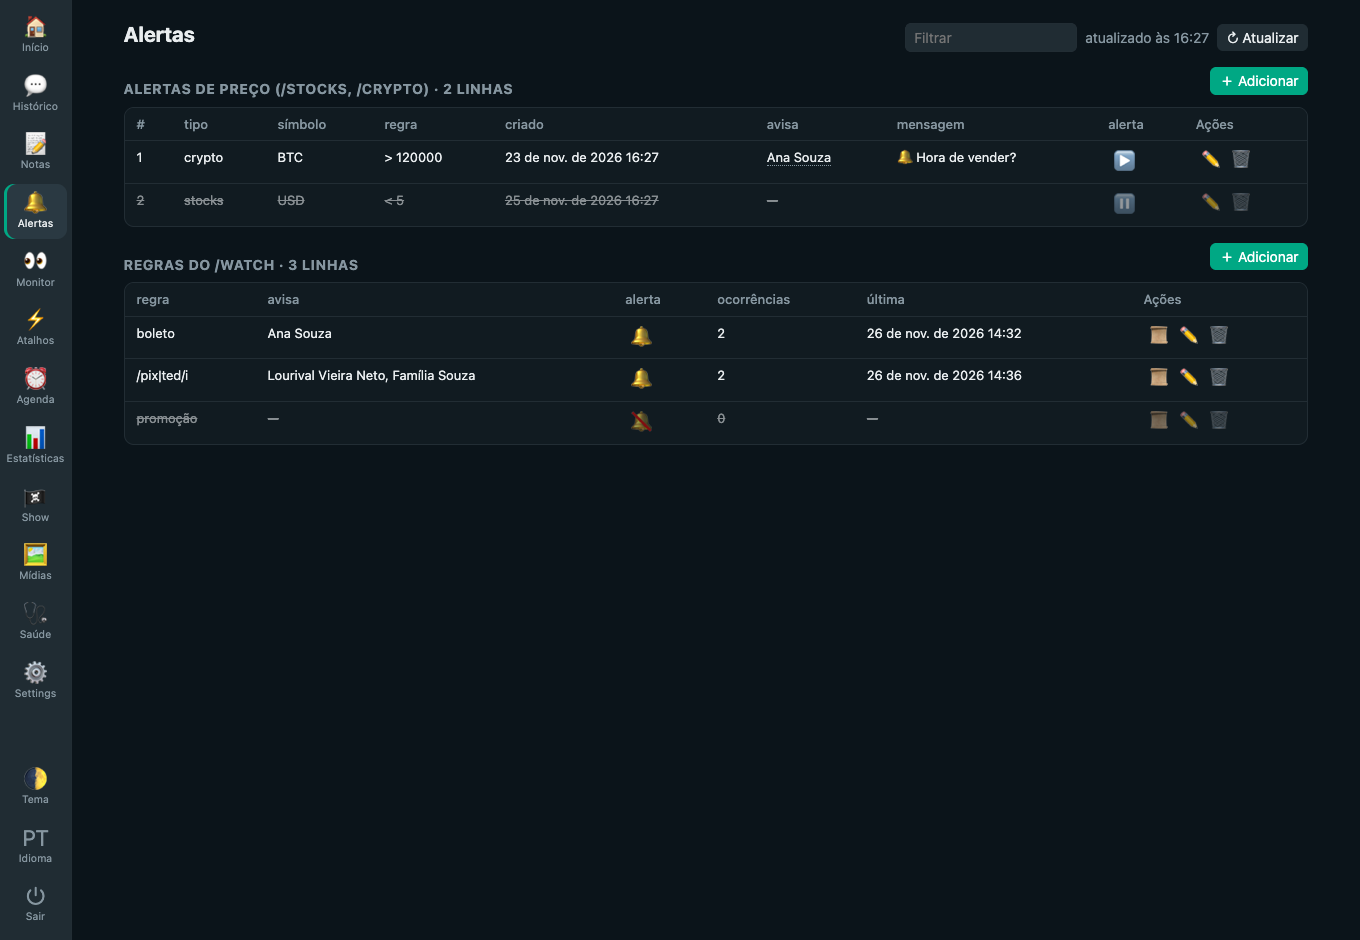 Início
Histórico
Notas
Alertas
Monitor
Atalhos
Agenda
Estatísticas
Show
Mídias
Saúde
Settings
Tema
PT
Idioma
Sair
Alertas
Filtrar
atualizado às 16:27
↻ Atualizar
ALERTAS DE PREÇO (/STOCKS, /CRYPTO) · 2 LINHAS
+ Adicionar
# tipo símbolo regra criado avisa mensagem alerta Ações
1 crypto BTC > 120000 23 de nov. de 2026 16:27 Ana Souza 🔔 Hora de vender?
2 stocks USD < 5 25 de nov. de 2026 16:27 —
REGRAS DO /WATCH · 3 LINHAS
+ Adicionar
regra avisa alerta ocorrências última Ações
boleto Ana Souza 2 26 de nov. de 2026 14:32
/pix|ted/i Lourival Vieira Neto, Família Souza 2 26 de nov. de 2026 14:36
promoção — 0 —